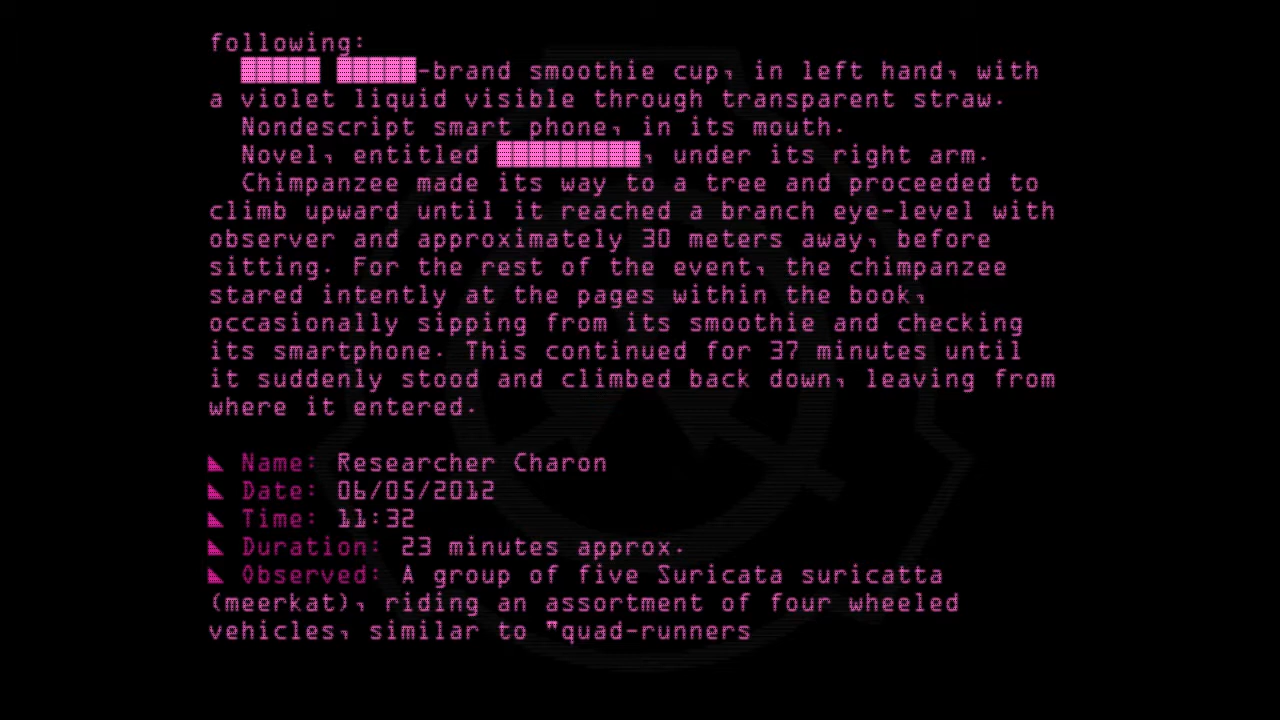 following:
█████ █████-brand smoothie cup, in left hand, with
a violet liquid visible through transparent straw.
Nondescript smart phone, in its mouth.
Novel, entitled █████████, under its right arm.
Chimpanzee made its way to a tree and proceeded to
climb upward until it reached a branch eye-level with
observer and approximately 30 meters away, before
sitting. For the rest of the event, the chimpanzee
stared intently at the pages within the book,
occasionally sipping from its smoothie and checking
its smartphone. This continued for 37 minutes until
it suddenly stood and climbed back down, leaving from
where it entered.
Name: Researcher Charon
Date: 06/05/2012
Time: 11:32
Duration: 23 minutes approx.
Observed: A group of five Suricata suricatta
(meerkat), riding an assortment of four wheeled
vehicles, similar to "quad-runners